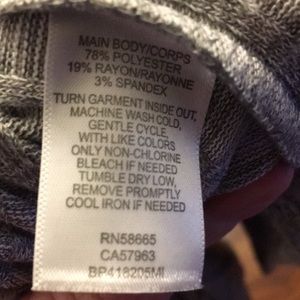 MAIN BODY/CORPS
78% POLYESTER
19% RAYON/RAYONNE
3% SPANDEX
TURN GARMENT INSIDE OUT,
MACHINE WASH COLD,
GENTLE CYCLE,
WITH LIKE COLORS
ONLY NON-CHLORINE
BLEACH IF NEEDED
TUMBLE DRY LOW,
REMOVE PROMPTLY
COOL IRON IF NEEDED
RN58665
CA57963
BP418205MI